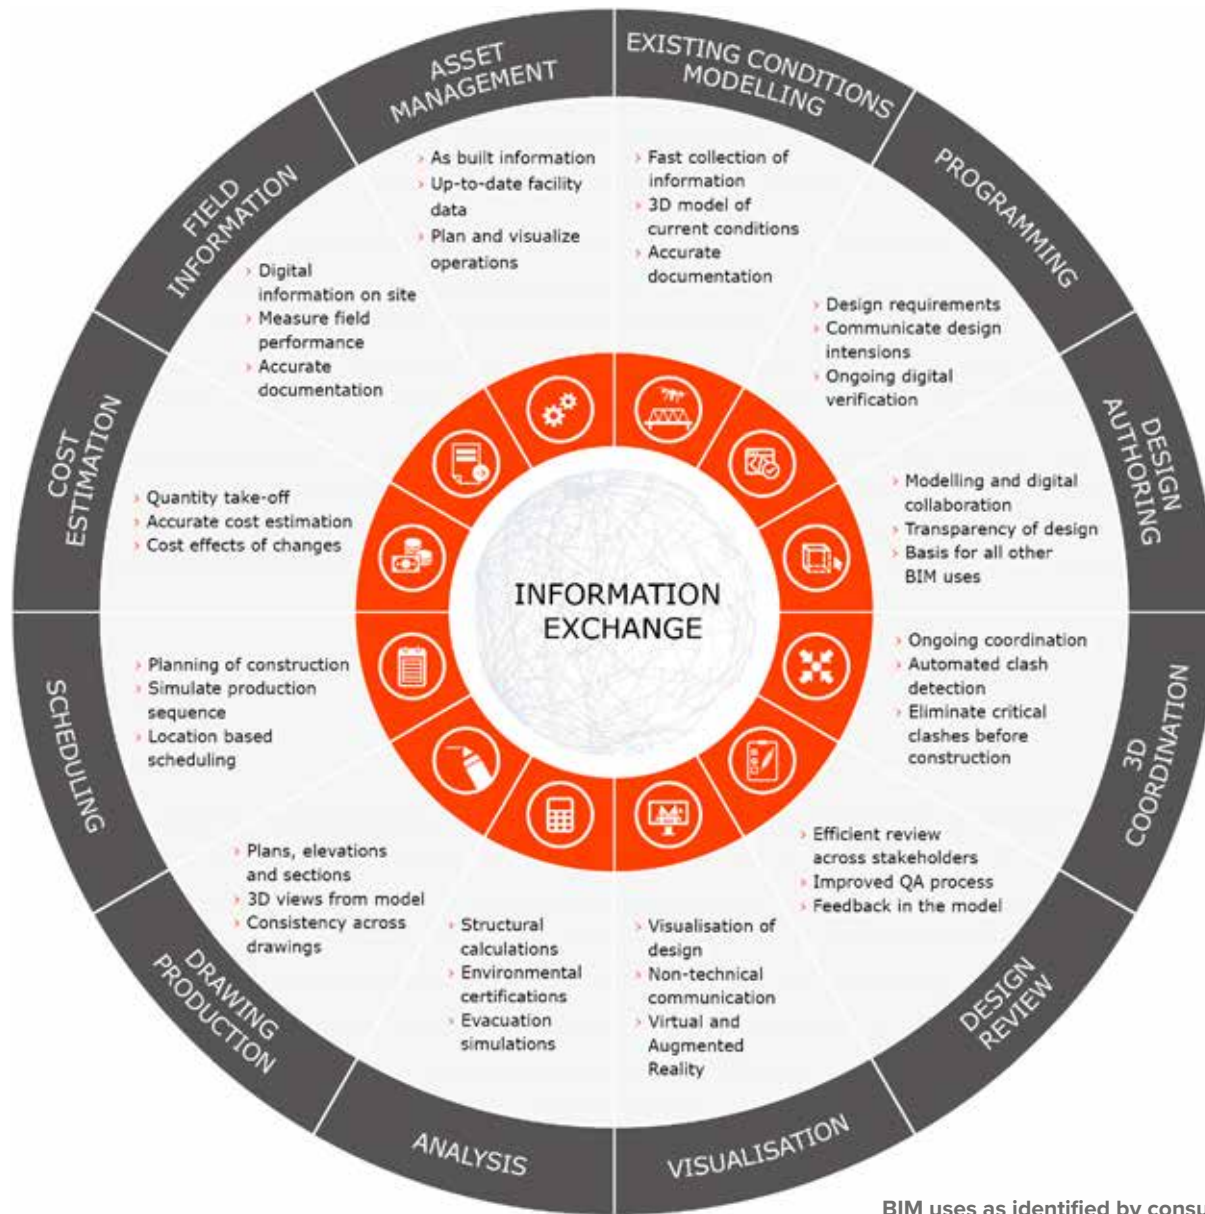 ASSET
MANAGEMENT
› As built information
› Up-to-date facility
data
› Plan and visualize
operations
EXISTING CONDITIONS
MODELLING
› Fast collection of
information
› 3D model of
current conditions
› Accurate
documentation
PROGRAMMING
› Design requirements
› Communicate design
intensions
› Ongoing digital
verification
DESIGN
AUTHORING
› Modelling and digital
collaboration
› Transparency of design
› Basis for all other
BIM uses
3D
COORDINATION
› Ongoing coordination
› Automated clash
detection
› Eliminate critical
clashes before
construction
DESIGN
REVIEW
› Efficient review
across stakeholders
› Improved QA process
› Feedback in the model
VISUALISATION
› Visualisation of
design
› Non-technical
communication
› Virtual and
Augmented
Reality
ANALYSIS
› Structural
calculations
› Environmental
certifications
› Evacuation
simulations
DRAWING
PRODUCTION
› Plans, elevations
and sections
› 3D views from model
› Consistency across
drawings
SCHEDULING
› Planning of construction
› Simulate production
sequence
› Location based
scheduling
COST
ESTIMATION
› Quantity take-off
› Accurate cost estimation
› Cost effects of changes
FIELD
INFORMATION
› Digital
information on site
› Measure field
performance
› Accurate
documentation
INFORMATION
EXCHANGE
BIM uses as identified by